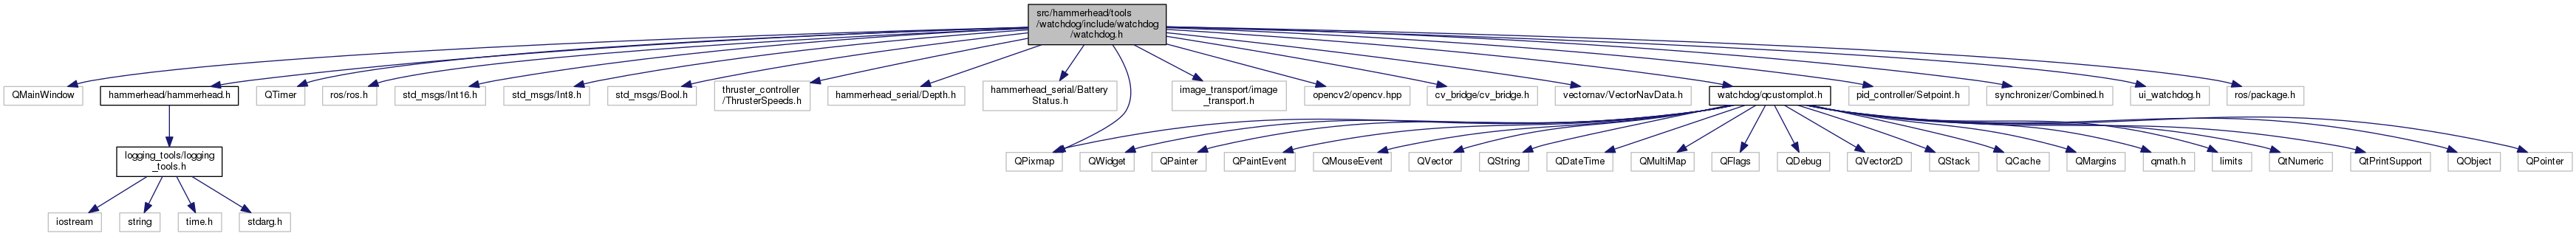 src/hammerhead/tools
/watchdog/include/watchdog
/watchdog.h
QMainWindow
hammerhead/hammerhead.h
QTimer
ros/ros.h
std_msgs/Int16.h
std_msgs/Int8.h
std_msgs/Bool.h
thruster_controller
/ThrusterSpeeds.h
hammerhead_serial/Depth.h
hammerhead_serial/Battery
Status.h
image_transport/image
_transport.h
opencv2/opencv.hpp
cv_bridge/cv_bridge.h
vectornav/VectorNavData.h
watchdog/qcustomplot.h
pid_controller/Setpoint.h
synchronizer/Combined.h
ui_watchdog.h
ros/package.h
logging_tools/logging
_tools.h
QPixmap
QWidget
QPainter
QPaintEvent
QMouseEvent
QVector
QString
QDateTime
QMultiMap
QFlags
QDebug
QVector2D
QStack
QCache
QMargins
qmath.h
limits
QtNumeric
QtPrintSupport
QObject
QPointer
iostream
string
time.h
stdarg.h